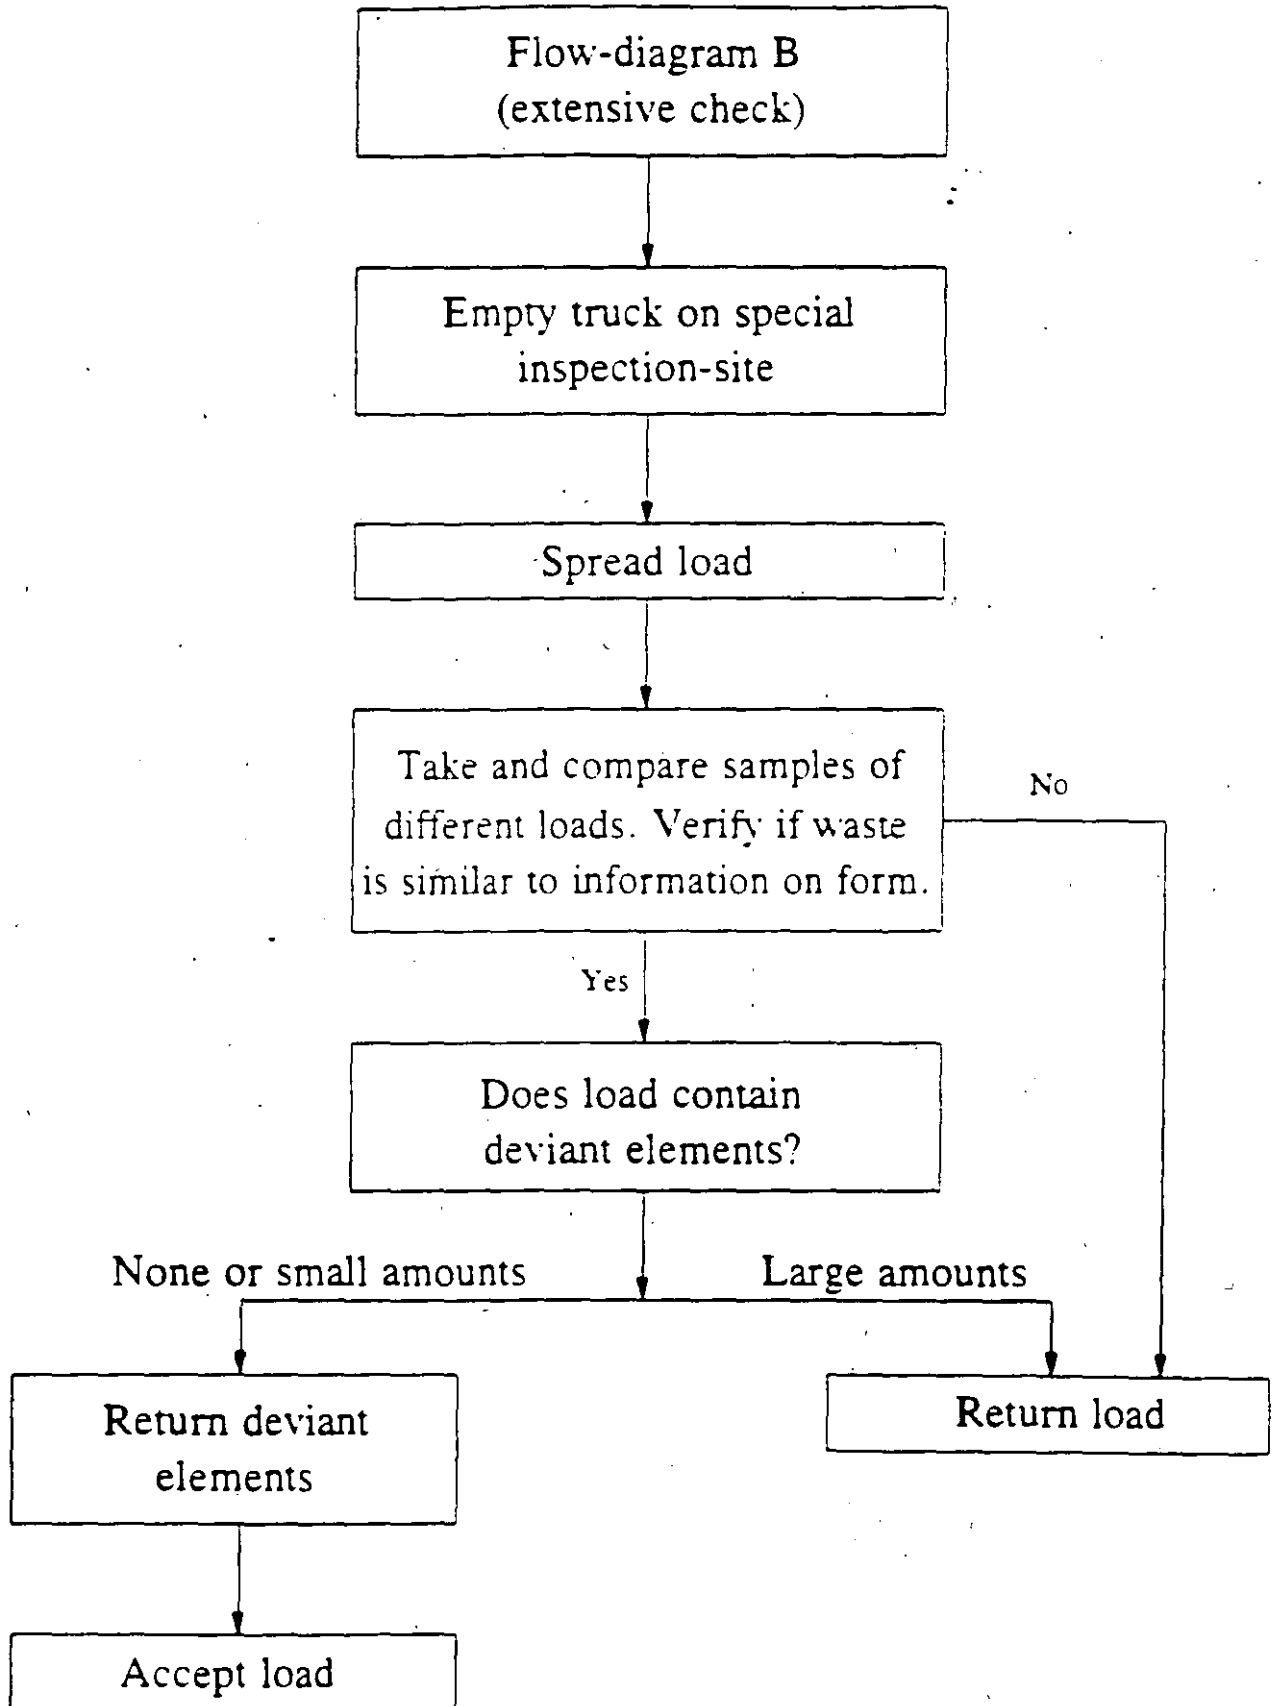 Flow-diagram B
(extensive check)
Empty truck on special
inspection-site
Spread load
Take and compare samples of
different loads. Verify if waste
is similar to information on form.
No
Yes
Does load contain
deviant elements?
None or small amounts
Large amounts
Return deviant
elements
Return load
Accept load